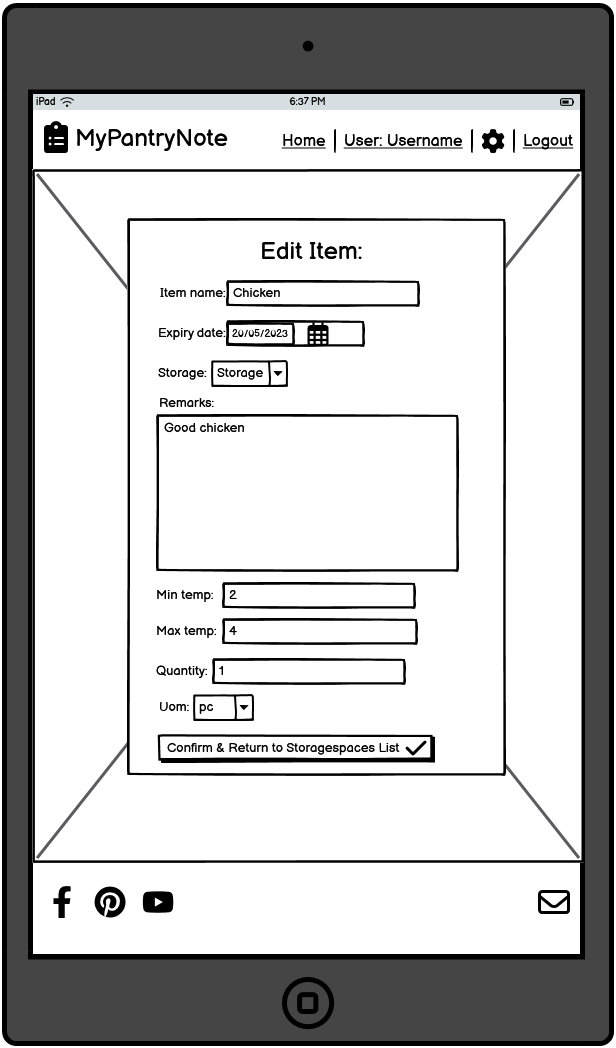 iPad 6:37 PM
MyPantryNote Home User: Username Logout
Edit Item:
Item name: Chicken
Expiry date: 20/05/2023
Storage: Storage
Remarks:
Good chicken
Min temp: 2
Max temp: 4
Quantity: 1
Uom: pc
Confirm & Return to Storagespaces List